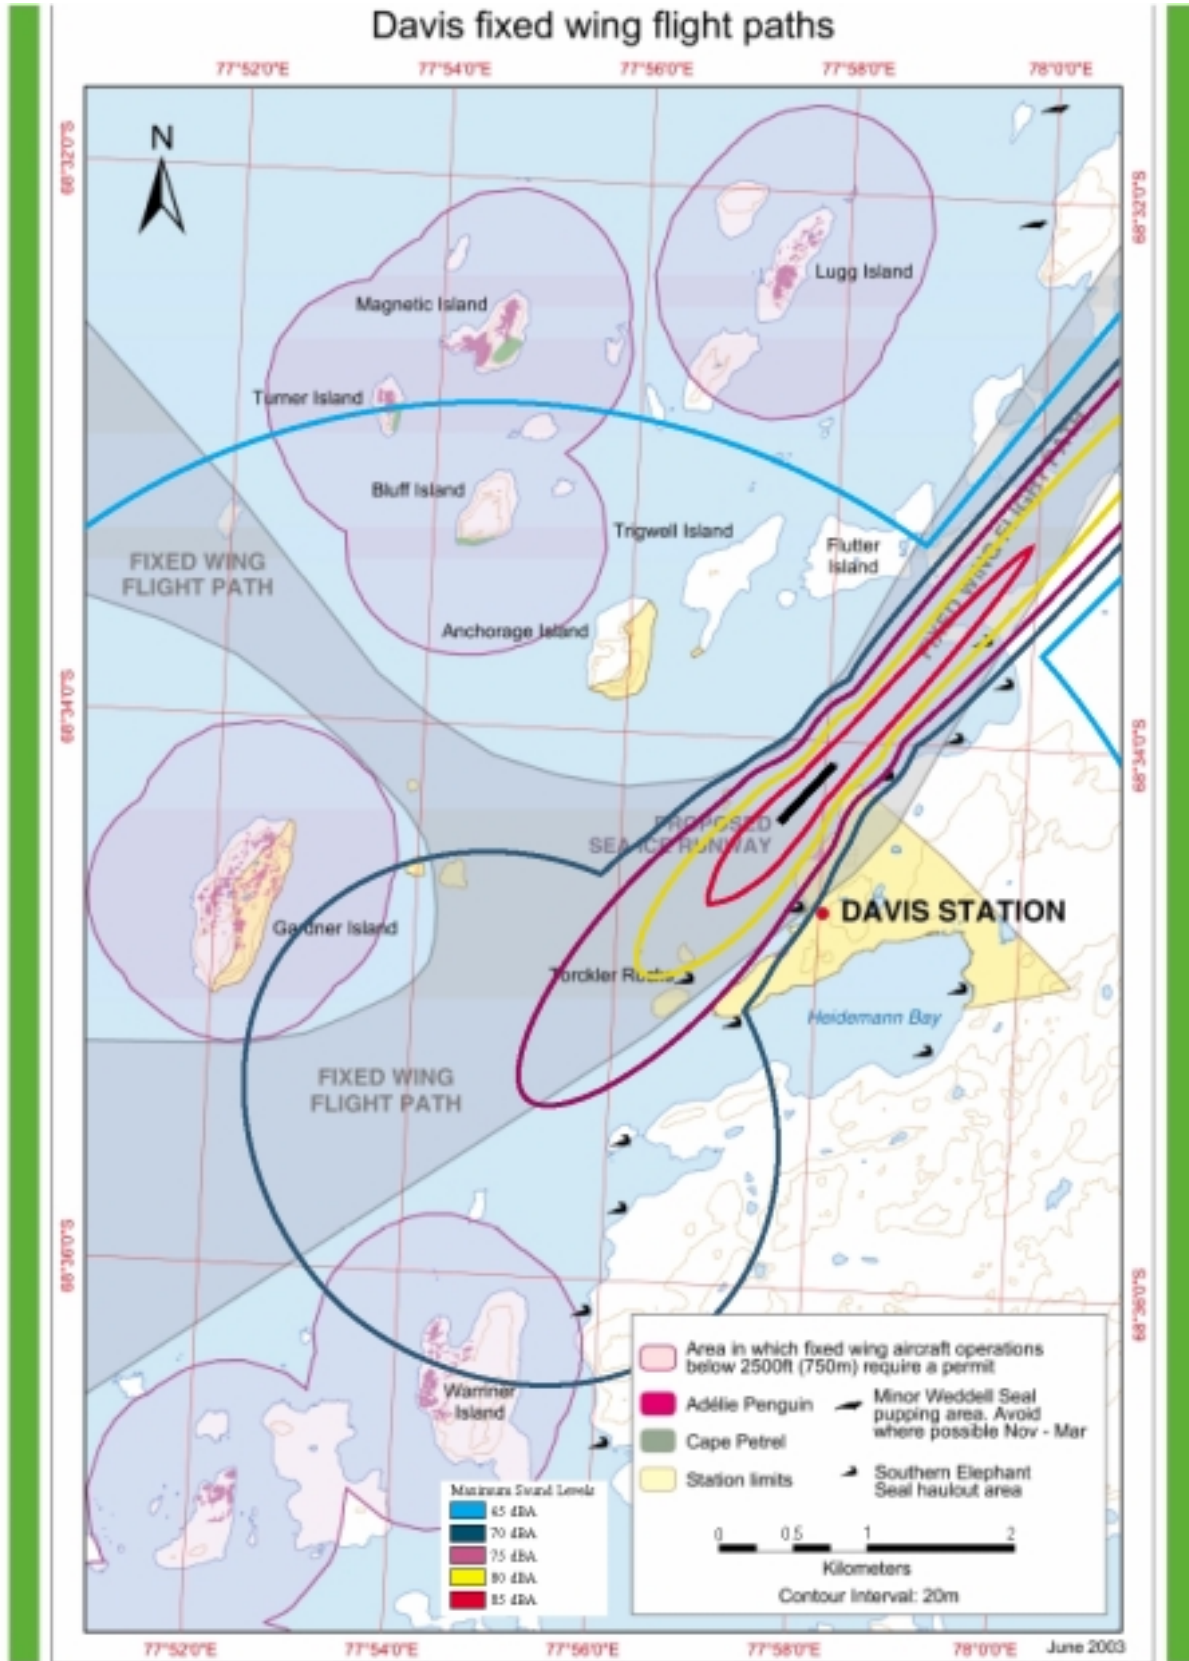 Davis fixed wing flight paths
77°52'0"E
77°54'0"E
77°56'0"E
77°58'0"E
78°0'0"E
N
68°32'0"S
68°32'0"S
Lugg Island
Magnetic Island
Turner Island
Bluff Island
Trigwell Island
Flutter
Island
FIXED WING
FLIGHT PATH
FIXED WING FLIGHT PATH
Anchorage Island
68°34'0"S
68°34'0"S
PROPOSED
SEA ICE RUNWAY
DAVIS STATION
Gardner Island
Torckler Rocks
Heidemann Bay
FIXED WING
FLIGHT PATH
68°36'0"S
68°36'0"S
Warriner
Island
Area in which fixed wing aircraft operations
below 2500ft (750m) require a permit
Adélie Penguin
Minor Weddell Seal
pupping area. Avoid
where possible Nov - Mar
Cape Petrel
Station limits
Southern Elephant
Seal haulout area
Maximum Sound Levels
65 dBA
70 dBA
75 dBA
80 dBA
85 dBA
0 0.5 1 2
Kilometers
Contour Interval: 20m
77°52'0"E
77°54'0"E
77°56'0"E
77°58'0"E
78°0'0"E
June 2003